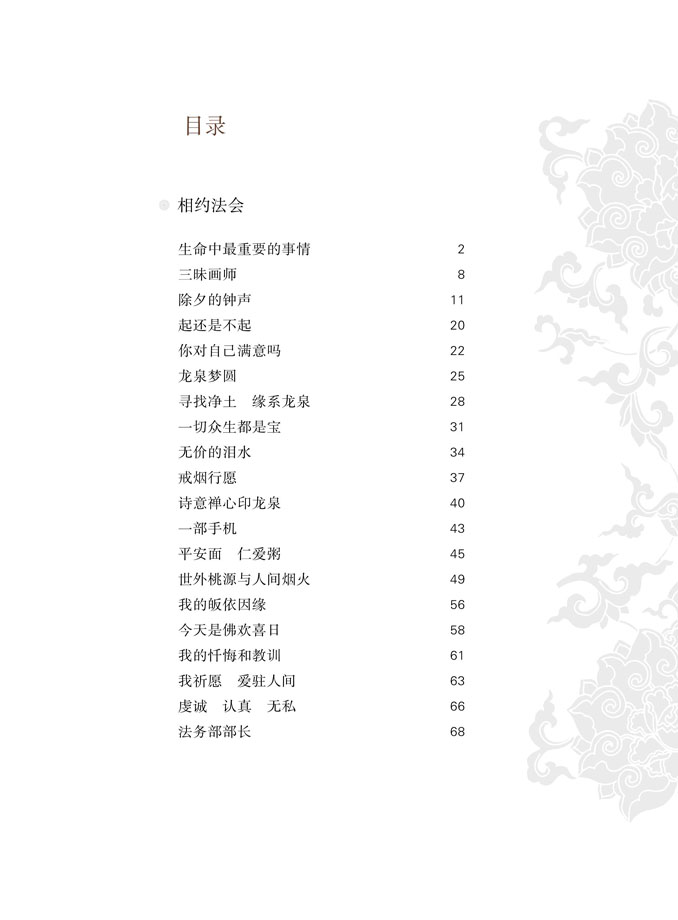 目录
相约法会
生命中最重要的事情 2
三昧画师 8
除夕的钟声 11
起还是不起 20
你对自己满意吗 22
龙泉梦圆 25
寻找净土　缘系龙泉 28
一切众生都是宝 31
无价的泪水 34
戒烟行愿 37
诗意禅心印龙泉 40
一部手机 43
平安面　仁爱粥 45
世外桃源与人间烟火 49
我的皈依因缘 56
今天是佛欢喜日 58
我的忏悔和教训 61
我祈愿　爱驻人间 63
虔诚　认真　无私 66
法务部部长 68